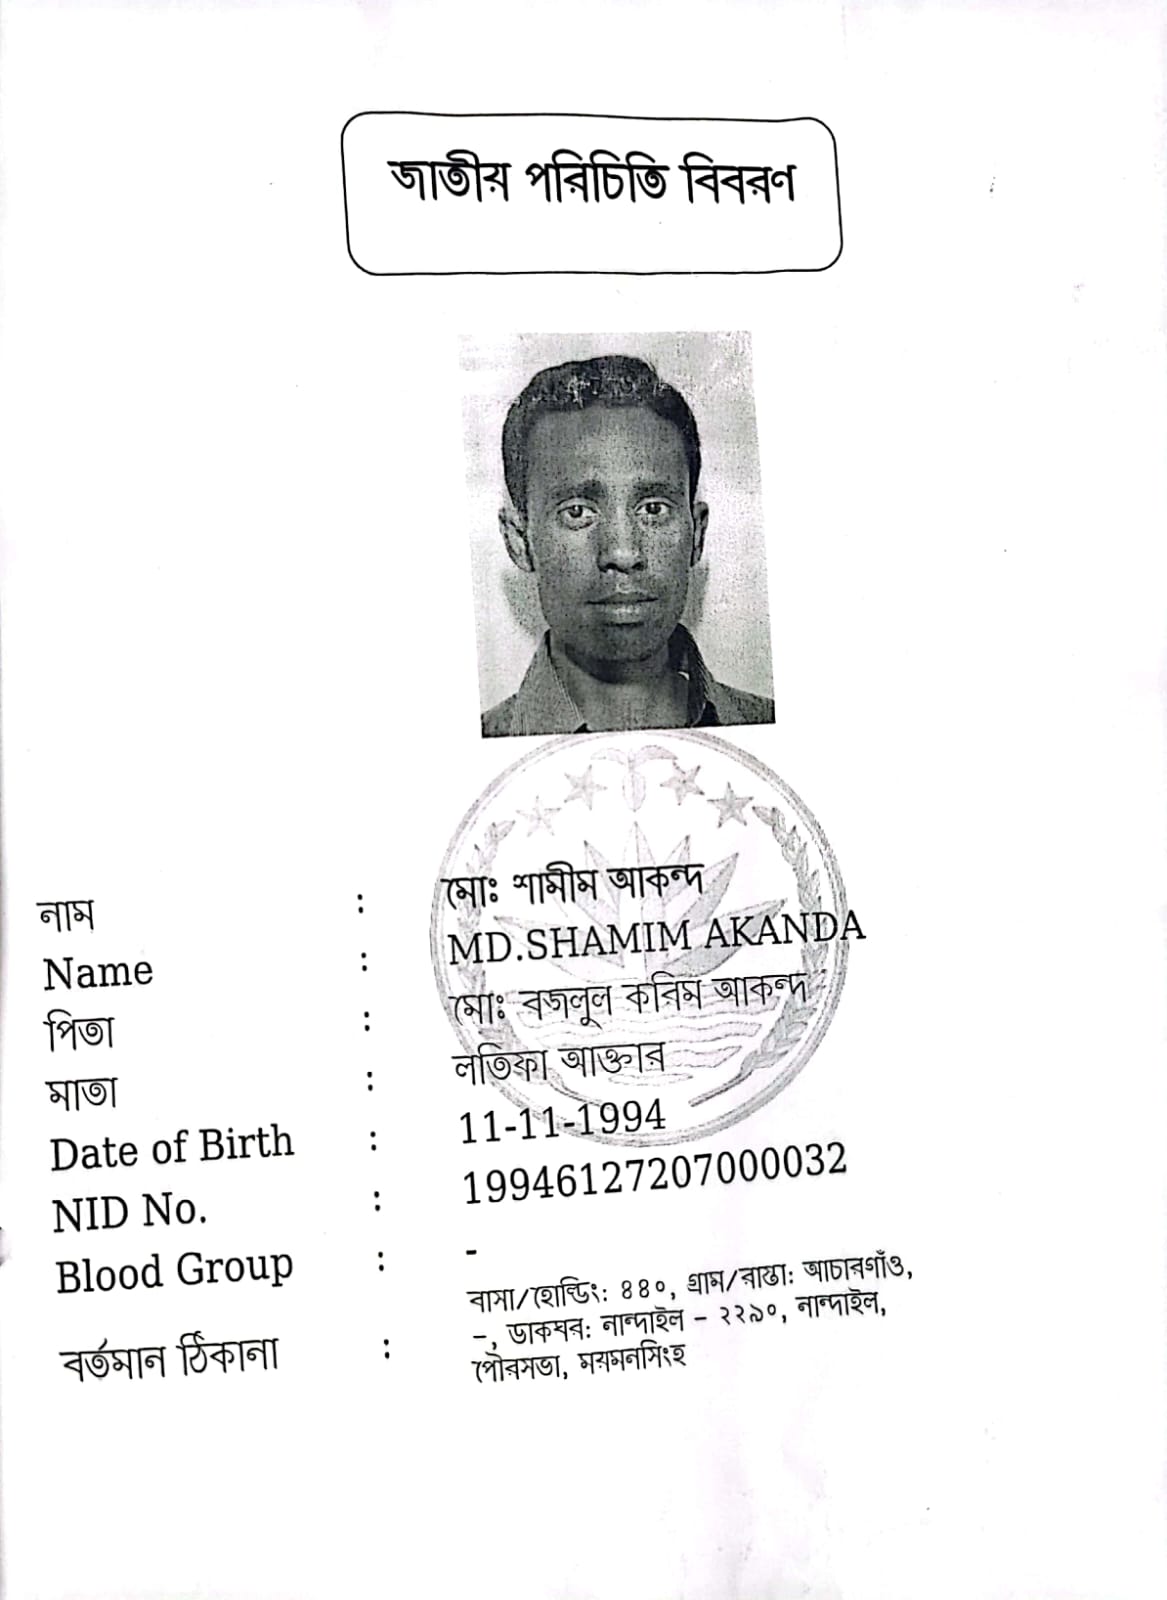 জাতীয় পরিচিতি বিবরণ
নাম : মোঃ শামীম আকন্দ
Name : MD.SHAMIM AKANDA
পিতা : মোঃ বজলুল করিম আকন্দ
মাতা : লতিফা আক্তার
Date of Birth : 11-11-1994
NID No. : 19946127207000032
Blood Group : -
বর্তমান ঠিকানা : বাসা/হোল্ডিং: ৪৪০, গ্রাম/রাস্তা: আচারগাঁও,
-, ডাকঘর: নান্দাইল - ২২৯০, নান্দাইল,
পৌরসভা, ময়মনসিংহ